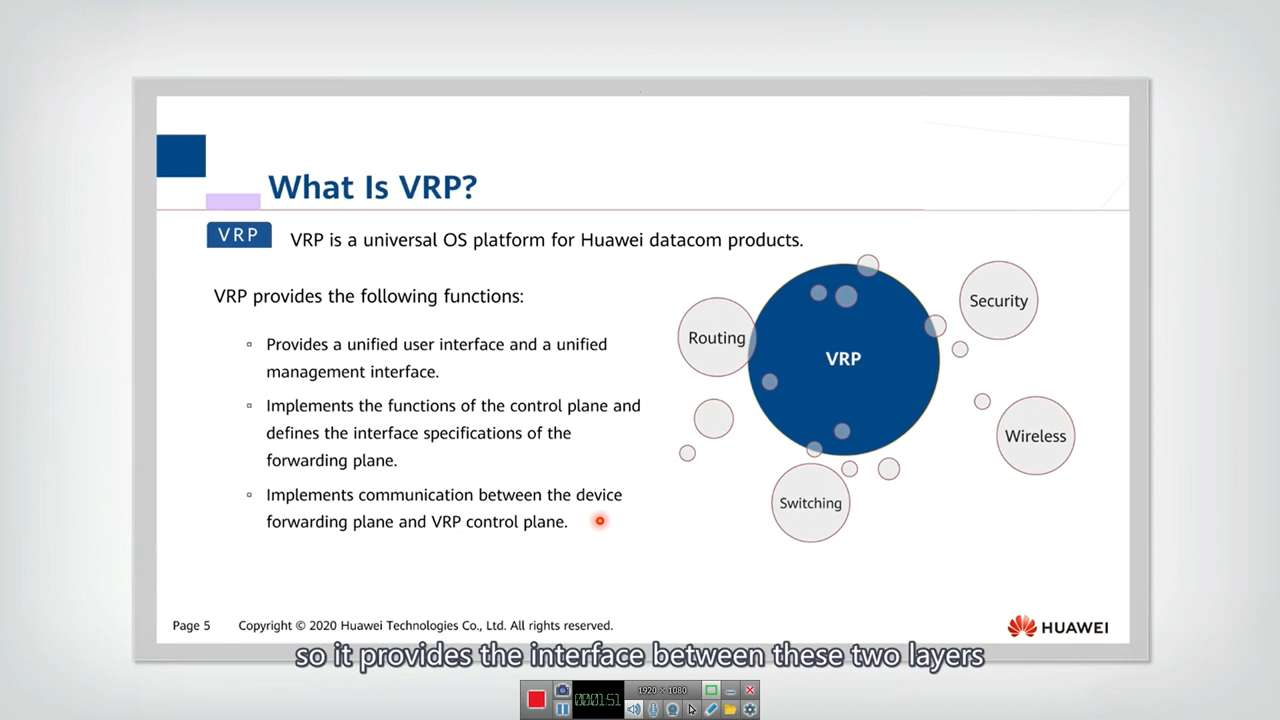 What Is VRP?
VRP
VRP is a universal OS platform for Huawei datacom products.
VRP provides the following functions:
Provides a unified user interface and a unified
management interface.
Implements the functions of the control plane and
defines the interface specifications of the
forwarding plane.
Implements communication between the device
forwarding plane and VRP control plane.
Security
Routing
VRP
Wireless
Switching
Page 5
Copyright © 2020 Huawei Technologies Co., Ltd. All rights reserved.
HUAWEI
so it provides the interface between these two layers
00:01:51
1920 × 1080